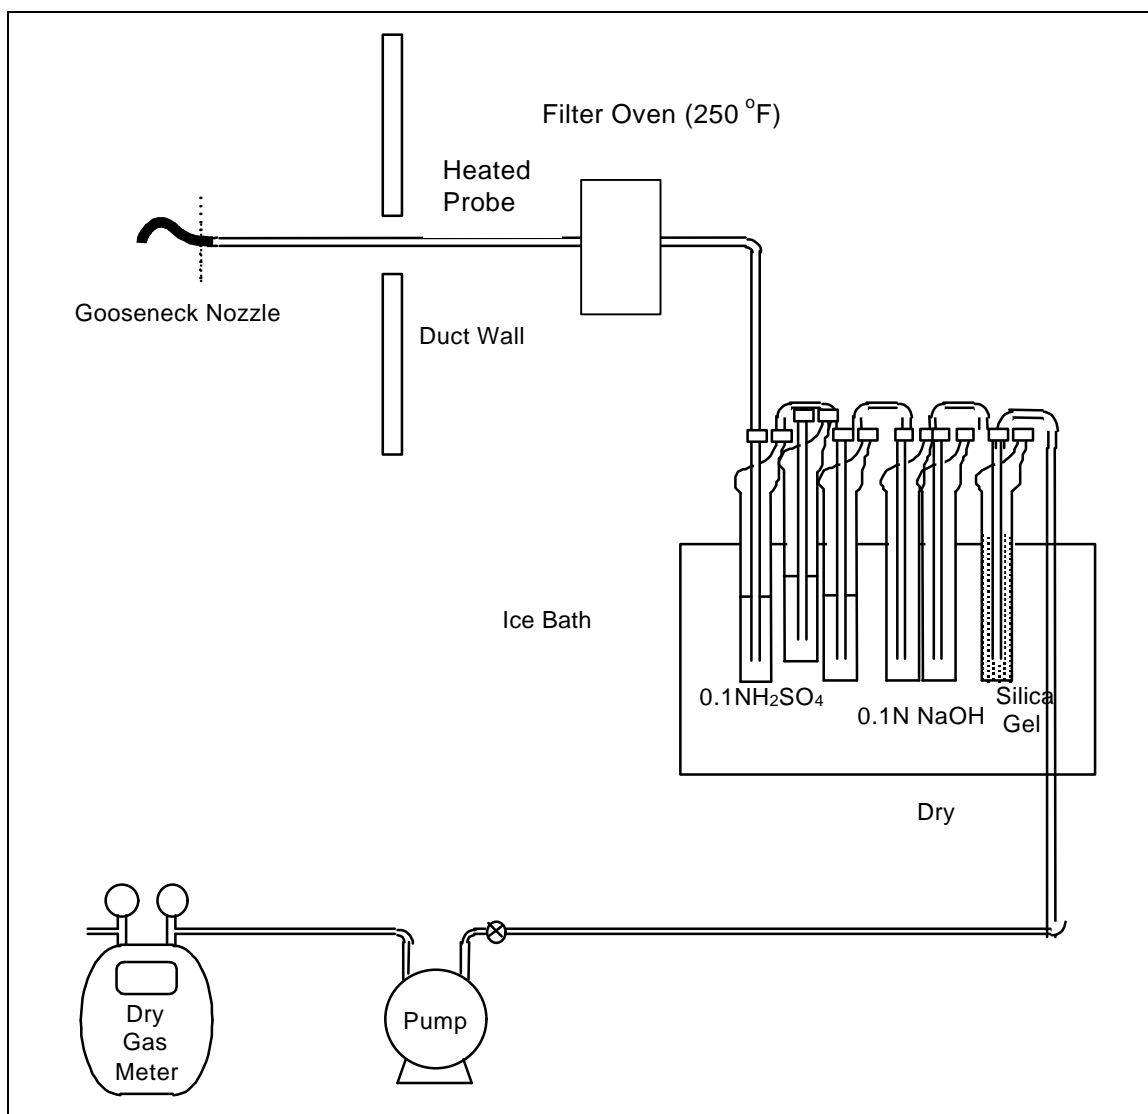 Filter Oven (250 °F)
Heated
Probe
Gooseneck Nozzle
Duct Wall
Ice Bath
0.1NH₂SO₄
0.1N NaOH
Silica
Gel
Dry
Dry
Gas
Meter
Pump